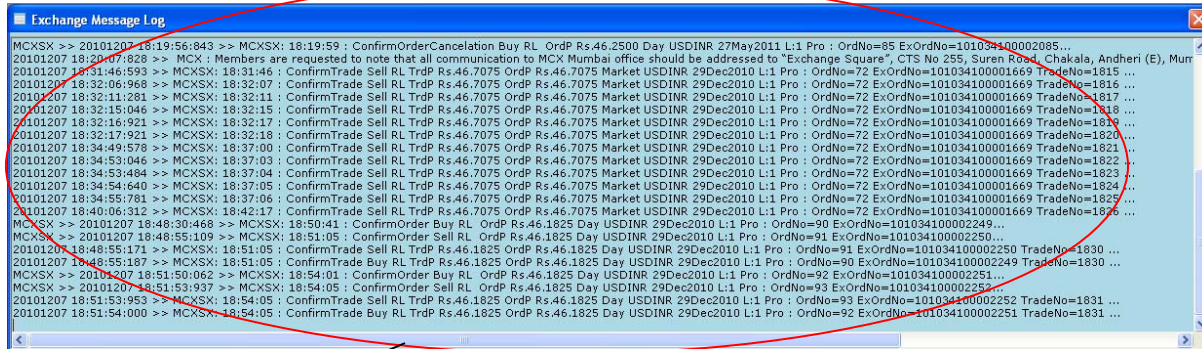 Exchange Message Log
MCXSX >> 20101207 18:19:56:843 >> MCXSX: 18:19:59 : ConfirmOrderCancelation Buy RL OrdP Rs.46.2500 Day USDINR 27May2011 L:1 Pro : OrdNo=85 ExOrdNo=101034100002085...
20101207 18:20:07:828 >> MCX : Members are requested to note that all communication to MCX Mumbai office should be addressed to "Exchange Square", CTS No 255, Suren Road, Chakala, Andheri (E), Mum
20101207 18:31:46:593 >> MCXSX: 18:31:46 : ConfirmTrade Sell RL TrdP Rs.46.7075 OrdP Rs.46.7075 Market USDINR 29Dec2010 L:1 Pro : OrdNo=72 ExOrdNo=101034100001669 TradeNo=1815 ...
20101207 18:32:06:968 >> MCXSX: 18:32:07 : ConfirmTrade Sell RL TrdP Rs.46.7075 OrdP Rs.46.7075 Market USDINR 29Dec2010 L:1 Pro : OrdNo=72 ExOrdNo=101034100001669 TradeNo=1816 ...
20101207 18:32:11:281 >> MCXSX: 18:32:11 : ConfirmTrade Sell RL TrdP Rs.46.7075 OrdP Rs.46.7075 Market USDINR 29Dec2010 L:1 Pro : OrdNo=72 ExOrdNo=101034100001669 TradeNo=1817 ...
20101207 18:32:15:046 >> MCXSX: 18:32:15 : ConfirmTrade Sell RL TrdP Rs.46.7075 OrdP Rs.46.7075 Market USDINR 29Dec2010 L:1 Pro : OrdNo=72 ExOrdNo=101034100001669 TradeNo=1818 ...
20101207 18:32:16:921 >> MCXSX: 18:32:17 : ConfirmTrade Sell RL TrdP Rs.46.7075 OrdP Rs.46.7075 Market USDINR 29Dec2010 L:1 Pro : OrdNo=72 ExOrdNo=101034100001669 TradeNo=1819 ...
20101207 18:32:17:921 >> MCXSX: 18:32:18 : ConfirmTrade Sell RL TrdP Rs.46.7075 OrdP Rs.46.7075 Market USDINR 29Dec2010 L:1 Pro : OrdNo=72 ExOrdNo=101034100001669 TradeNo=1820 ...
20101207 18:34:49:578 >> MCXSX: 18:37:00 : ConfirmTrade Sell RL TrdP Rs.46.7075 OrdP Rs.46.7075 Market USDINR 29Dec2010 L:1 Pro : OrdNo=72 ExOrdNo=101034100001669 TradeNo=1821 ...
20101207 18:34:53:046 >> MCXSX: 18:37:03 : ConfirmTrade Sell RL TrdP Rs.46.7075 OrdP Rs.46.7075 Market USDINR 29Dec2010 L:1 Pro : OrdNo=72 ExOrdNo=101034100001669 TradeNo=1822 ...
20101207 18:34:53:484 >> MCXSX: 18:37:04 : ConfirmTrade Sell RL TrdP Rs.46.7075 OrdP Rs.46.7075 Market USDINR 29Dec2010 L:1 Pro : OrdNo=72 ExOrdNo=101034100001669 TradeNo=1823 ...
20101207 18:34:54:640 >> MCXSX: 18:37:05 : ConfirmTrade Sell RL TrdP Rs.46.7075 OrdP Rs.46.7075 Market USDINR 29Dec2010 L:1 Pro : OrdNo=72 ExOrdNo=101034100001669 TradeNo=1824 ...
20101207 18:34:55:781 >> MCXSX: 18:37:06 : ConfirmTrade Sell RL TrdP Rs.46.7075 OrdP Rs.46.7075 Market USDINR 29Dec2010 L:1 Pro : OrdNo=72 ExOrdNo=101034100001669 TradeNo=1825 ...
20101207 18:40:06:312 >> MCXSX: 18:42:17 : ConfirmTrade Sell RL TrdP Rs.46.7075 OrdP Rs.46.7075 Market USDINR 29Dec2010 L:1 Pro : OrdNo=72 ExOrdNo=101034100001669 TradeNo=1826 ...
MCXSX >> 20101207 18:48:30:468 >> MCXSX: 18:50:41 : ConfirmOrder Buy RL OrdP Rs.46.1825 Day USDINR 29Dec2010 L:1 Pro : OrdNo=90 ExOrdNo=101034100002249...
MCXSX >> 20101207 18:48:55:109 >> MCXSX: 18:51:05 : ConfirmOrder Sell RL OrdP Rs.46.1825 Day USDINR 29Dec2010 L:1 Pro : OrdNo=91 ExOrdNo=101034100002250...
20101207 18:48:55:171 >> MCXSX: 18:51:05 : ConfirmTrade Sell RL TrdP Rs.46.1825 OrdP Rs.46.1825 Day USDINR 29Dec2010 L:1 Pro : OrdNo=91 ExOrdNo=101034100002250 TradeNo=1830 ...
20101207 18:48:55:187 >> MCXSX: 18:51:05 : ConfirmTrade Buy RL TrdP Rs.46.1825 OrdP Rs.46.1825 Day USDINR 29Dec2010 L:1 Pro : OrdNo=90 ExOrdNo=101034100002249 TradeNo=1830 ...
MCXSX >> 20101207 18:51:50:062 >> MCXSX: 18:54:01 : ConfirmOrder Buy RL OrdP Rs.46.1825 Day USDINR 29Dec2010 L:1 Pro : OrdNo=92 ExOrdNo=101034100002251...
MCXSX >> 20101207 18:51:53:937 >> MCXSX: 18:54:05 : ConfirmOrder Sell RL OrdP Rs.46.1825 Day USDINR 29Dec2010 L:1 Pro : OrdNo=93 ExOrdNo=101034100002252...
20101207 18:51:53:953 >> MCXSX: 18:54:05 : ConfirmTrade Sell RL TrdP Rs.46.1825 OrdP Rs.46.1825 Day USDINR 29Dec2010 L:1 Pro : OrdNo=93 ExOrdNo=101034100002252 TradeNo=1831 ...
20101207 18:51:54:000 >> MCXSX: 18:54:05 : ConfirmTrade Buy RL TrdP Rs.46.1825 OrdP Rs.46.1825 Day USDINR 29Dec2010 L:1 Pro : OrdNo=92 ExOrdNo=101034100002251 TradeNo=1831 ...